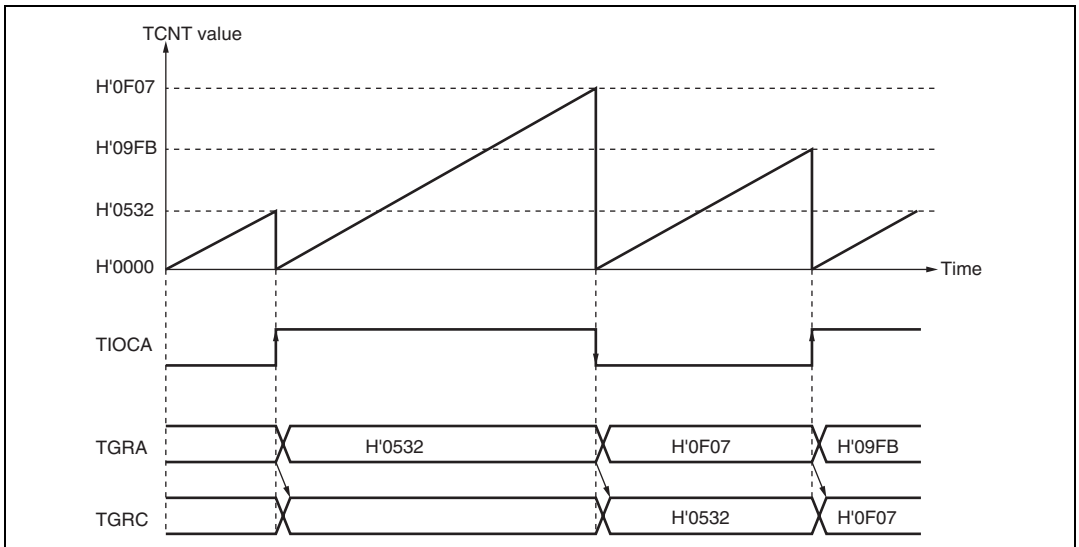 TCNT value
H'0F07
H'09FB
H'0532
H'0000
Time
TIOCA
TGRA H'0532 H'0F07 H'09FB
TGRC H'0532 H'0F07